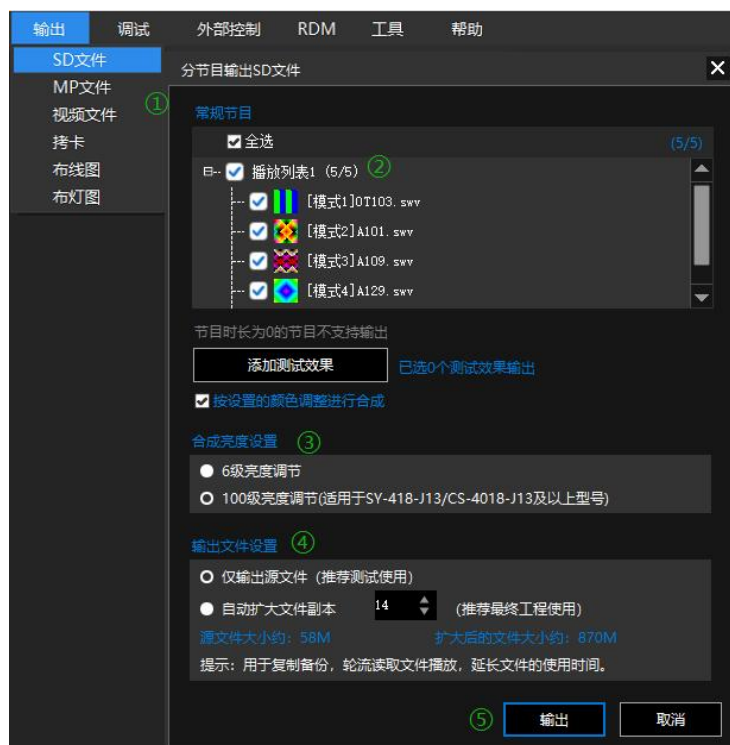 输出 调试 外部控制 RDM 工具 帮助
SD文件
MP文件
视频文件
拷卡
布线图
布灯图
①
分节目输出SD文件
常规节目
全选 (5/5)
播放列表1 (5/5) ②
[模式1]OT103.swv
[模式2]A101.swv
[模式3]A109.swv
[模式4]A129.swv
节目时长为0的节目不支持输出
添加测试效果 已选0个测试效果输出
按设置的颜色调整进行合成
合成亮度设置 ③
6级亮度调节
100级亮度调节(适用于SY-418-J13/CS-4018-J13及以上型号)
输出文件设置 ④
仅输出源文件 (推荐测试使用)
自动扩大文件副本 14 (推荐最终工程使用)
源文件大小约: 58M 扩大后的文件大小约: 870M
提示: 用于复制备份, 轮流读取文件播放, 延长文件的使用时间。
⑤ 输出 取消